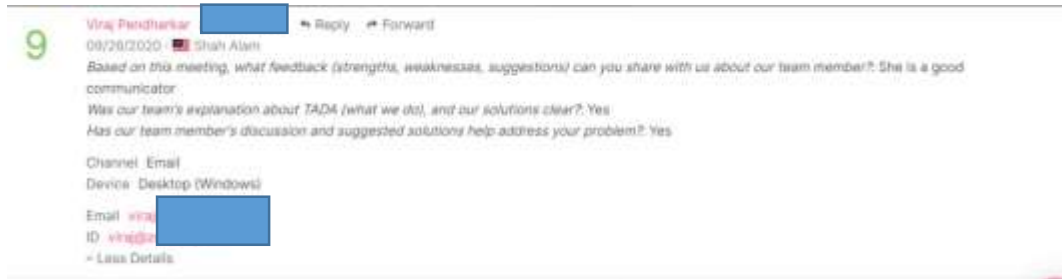 9
Viraj Pendharkar Reply Forward
09/26/2020 Shah Alam
Based on this meeting, what feedback (strengths, weaknesses, suggestions) can you share with us about our team member?: She is a good
communicator
Was our team's explanation about TADA (what we do), and our solutions clear?: Yes
Has our team member's discussion and suggested solutions help address your problem?: Yes
Channel Email
Device Desktop (Windows)
Email viraj
ID viraj@
- Less Details